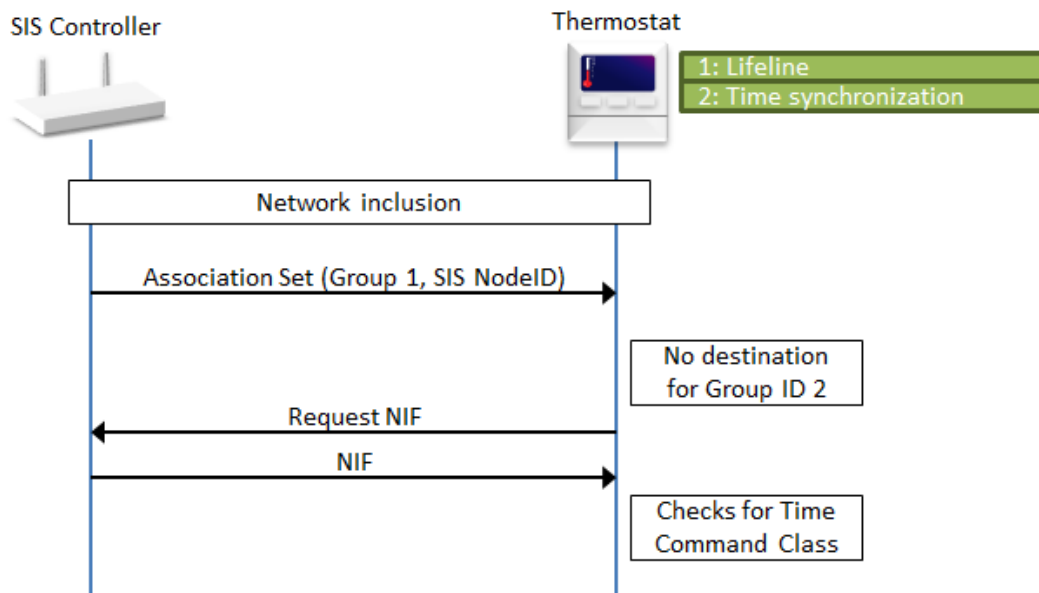 SIS Controller
Thermostat
1: Lifeline
2: Time synchronization
Network inclusion
Association Set (Group 1, SIS NodeID)
No destination
for Group ID 2
Request NIF
NIF
Checks for Time
Command Class